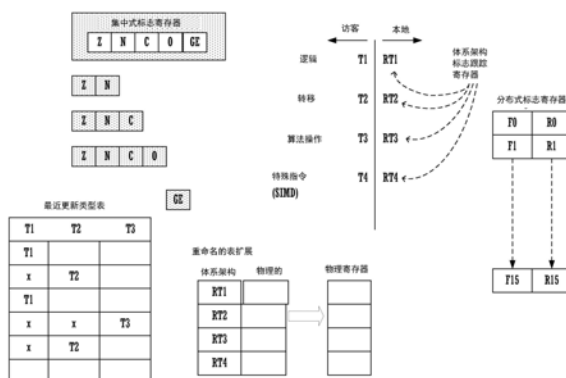 集中式标志寄存器
Z N C O GE
Z N
Z N C
Z N C O
GE
访客 本地
逻辑 T1 RT1
转移 T2 RT2
算法操作 T3 RT3
特殊指令 T4 RT4
(SIMD)
体系架构
标志跟踪
寄存器
分布式标志寄存器
F0 R0
F1 R1
F15 R15
最近更新类型表
T1 T2 T3
T1
x T2
T1
x x T3
x T2
重命名的表扩展
体系架构 物理的 物理寄存器
RT1
RT2
RT3
RT4